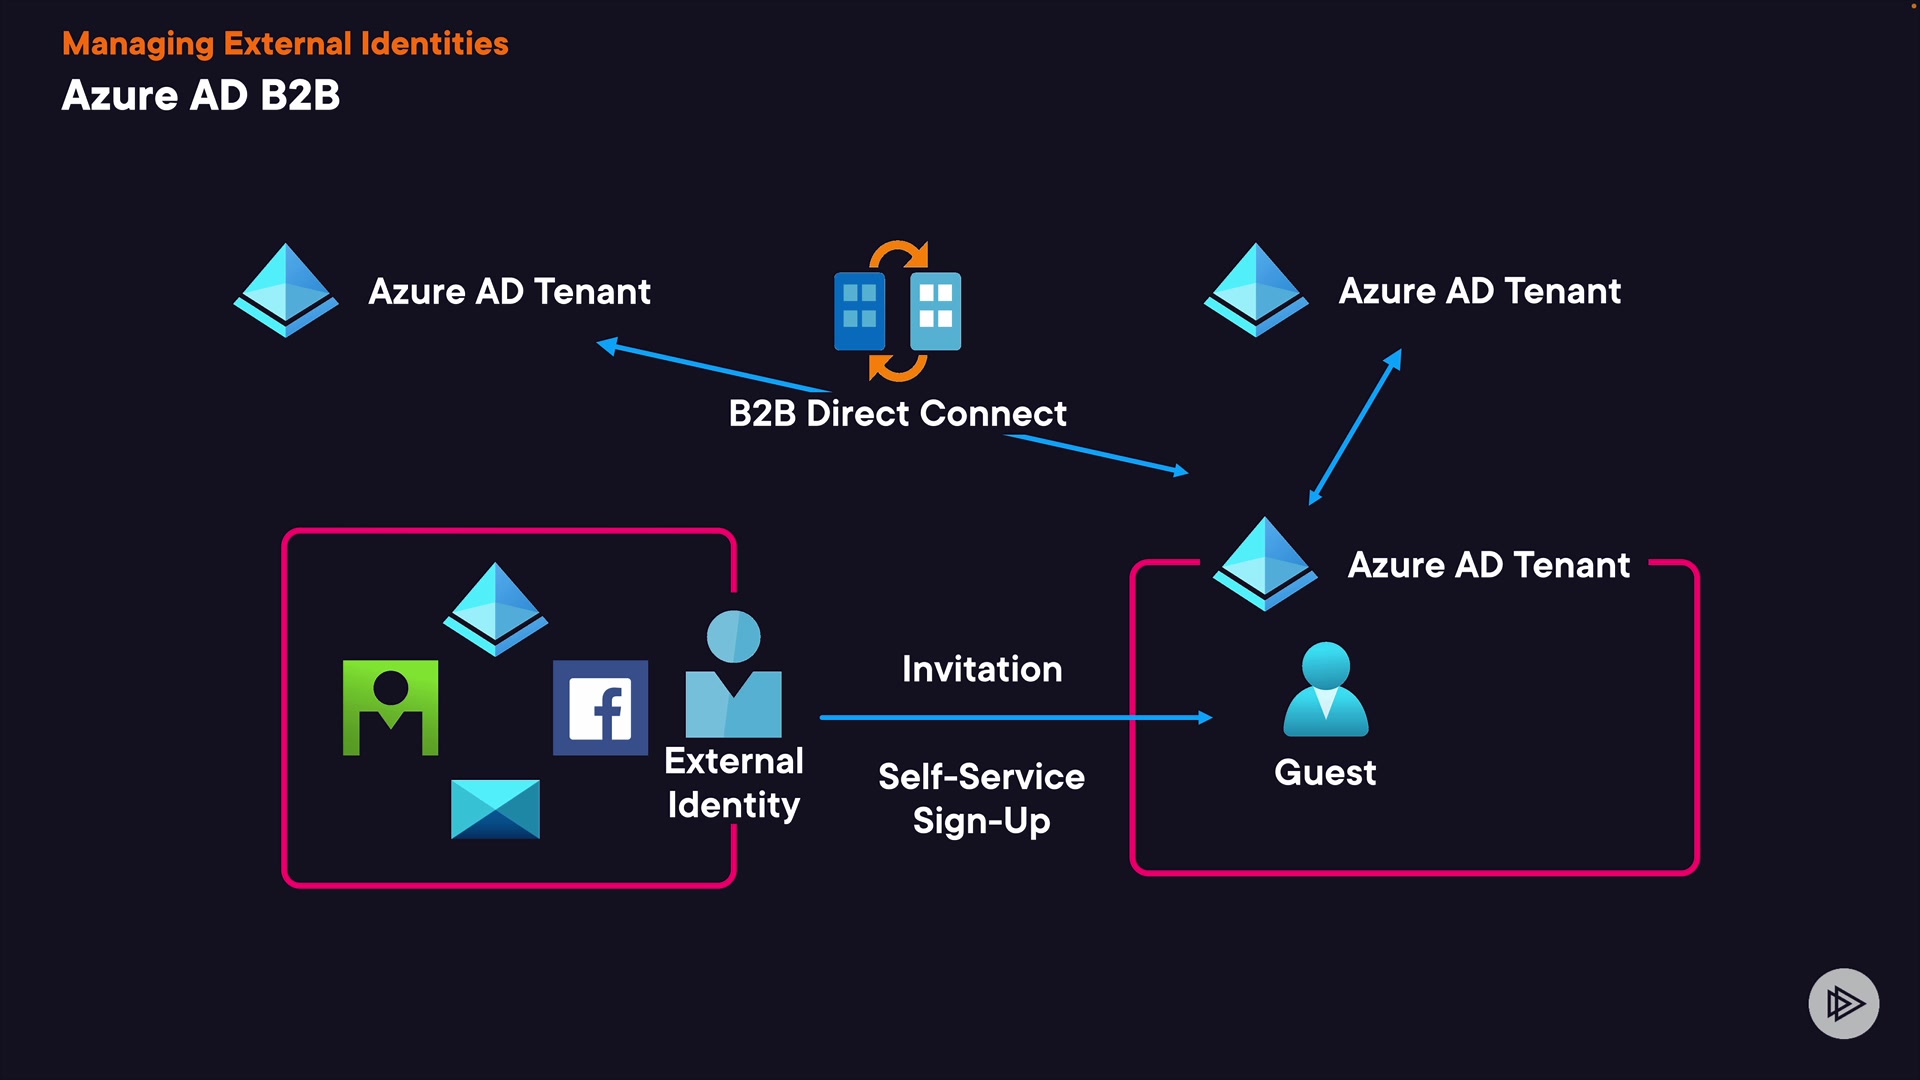 Managing External Identities
Azure AD B2B
Azure AD Tenant
Azure AD Tenant
B2B Direct Connect
Azure AD Tenant
External
Identity
Invitation
Self-Service
Sign-Up
Guest